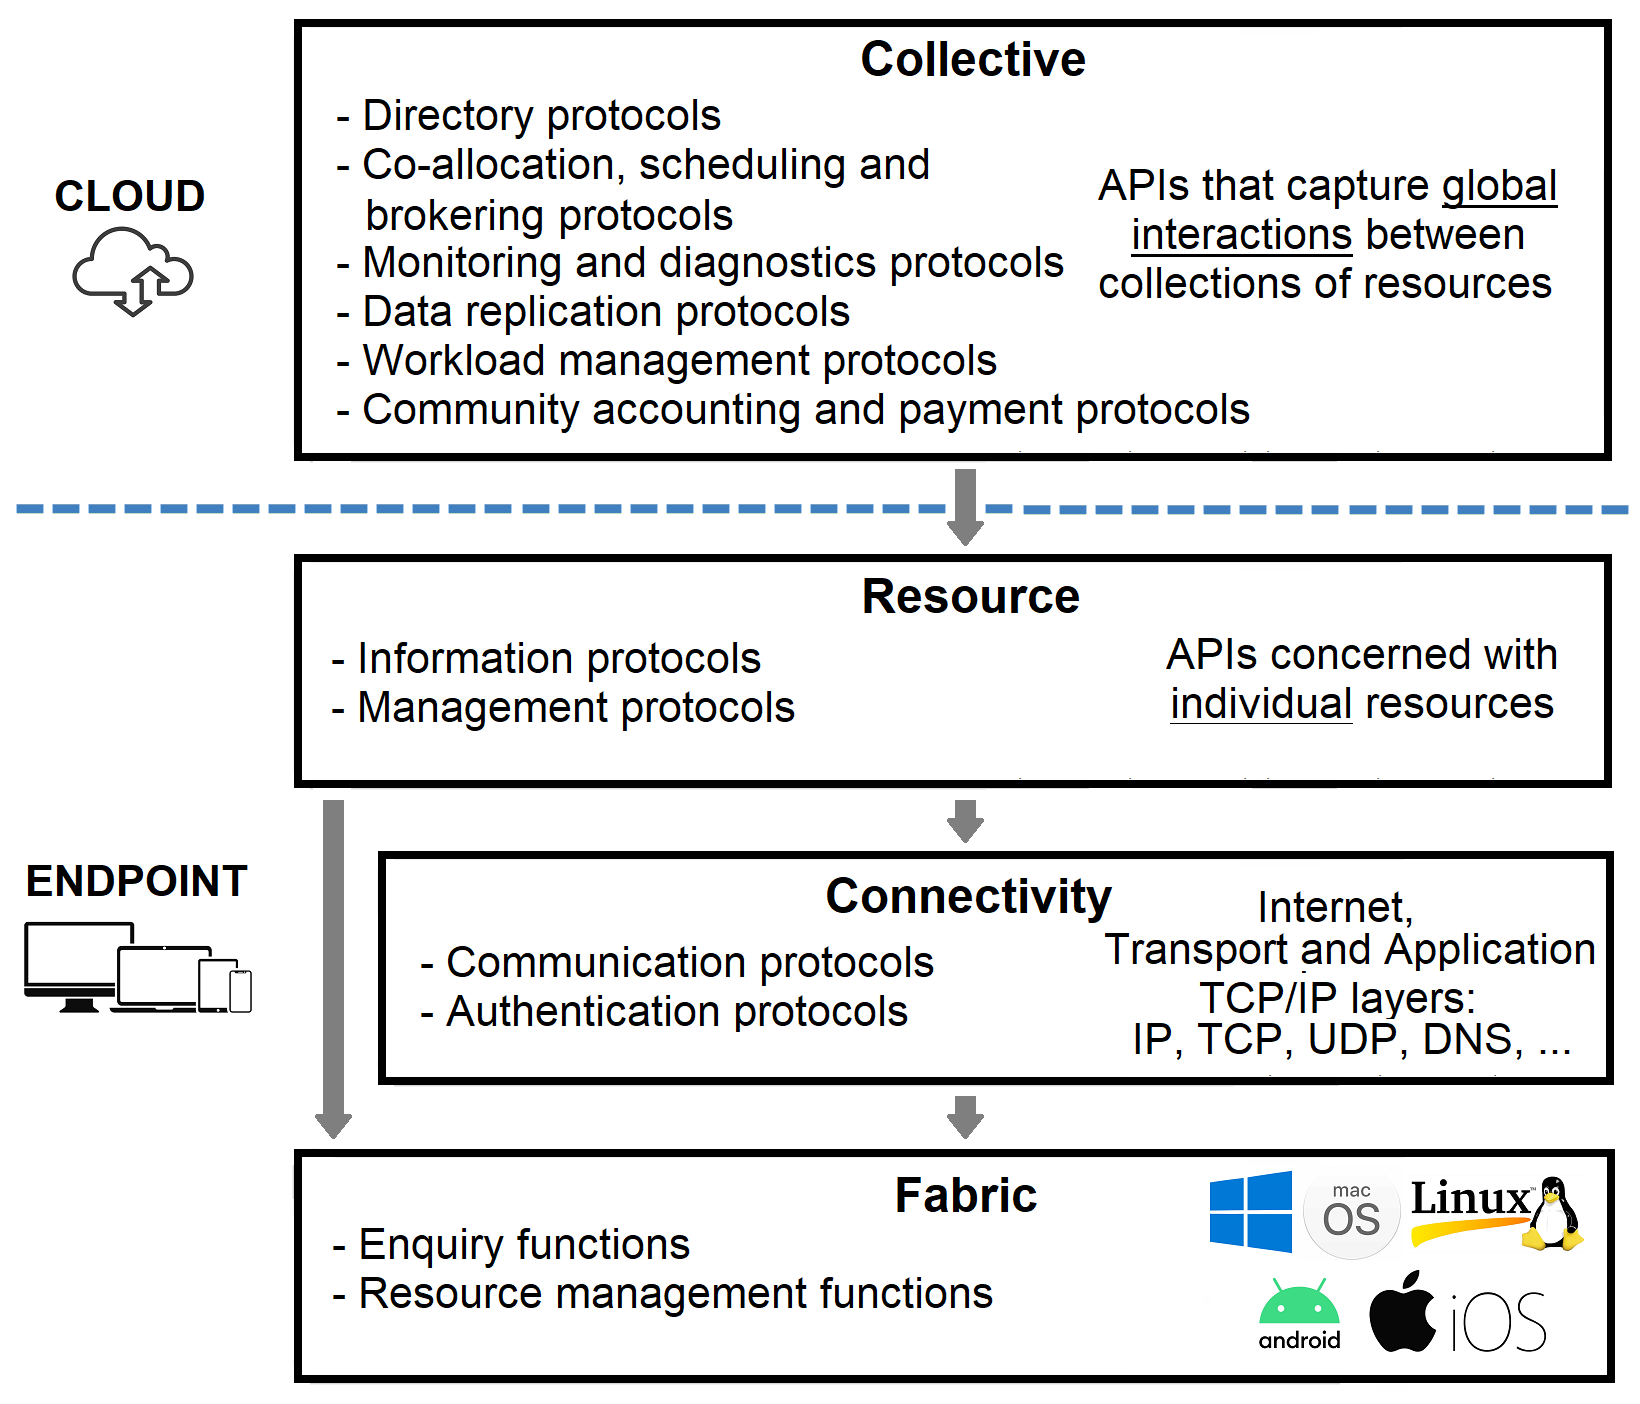 Collective
- Directory protocols
- Co-allocation, scheduling and
brokering protocols
- Monitoring and diagnostics protocols
- Data replication protocols
- Workload management protocols
- Community accounting and payment protocols
APIs that capture global
interactions between
collections of resources
CLOUD
Resource
- Information protocols
- Management protocols
APIs concerned with
individual resources
ENDPOINT
Connectivity
- Communication protocols
- Authentication protocols
Internet,
Transport and Application
TCP/IP layers:
IP, TCP, UDP, DNS, ...
Fabric
- Enquiry functions
- Resource management functions
mac
OS
Linux™
android
iOS